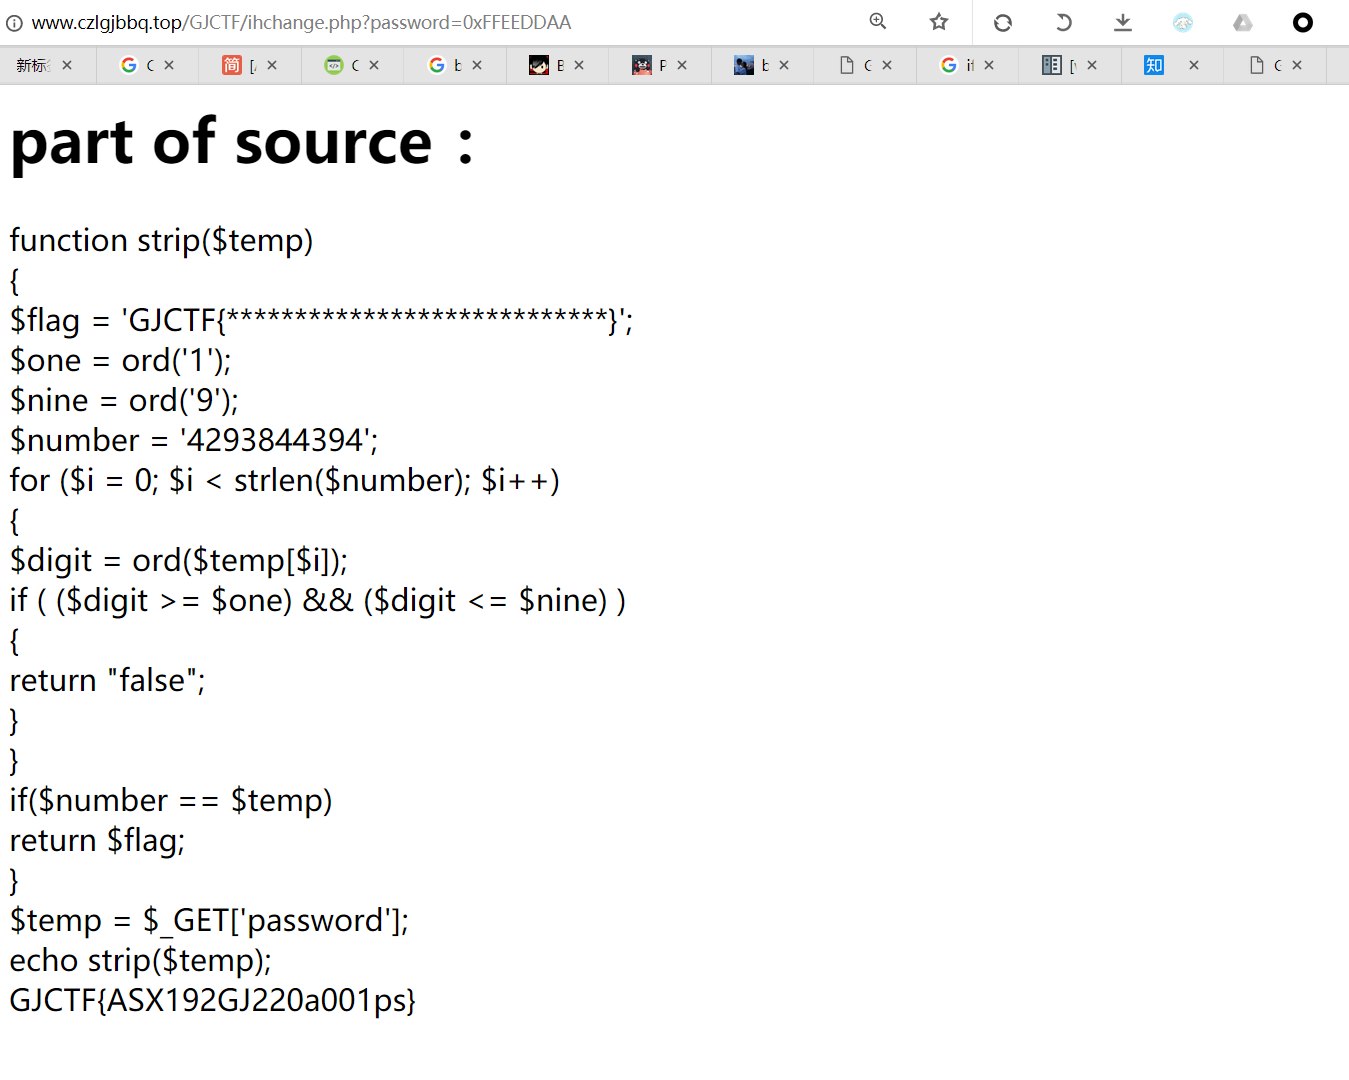 www.czlgjbbq.top/GJCTF/ihchange.php?password=0xFFEEDDAA
新标 简 [ C b E P b C if [ 知 C
part of source：
function strip($temp)
{
$flag = 'GJCTF{****************************}';
$one = ord('1');
$nine = ord('9');
$number = '4293844394';
for ($i = 0; $i < strlen($number); $i++)
{
$digit = ord($temp[$i]);
if ( ($digit >= $one) && ($digit <= $nine) )
{
return "false";
}
}
if($number == $temp)
return $flag;
}
$temp = $_GET['password'];
echo strip($temp);
GJCTF{ASX192GJ220a001ps}